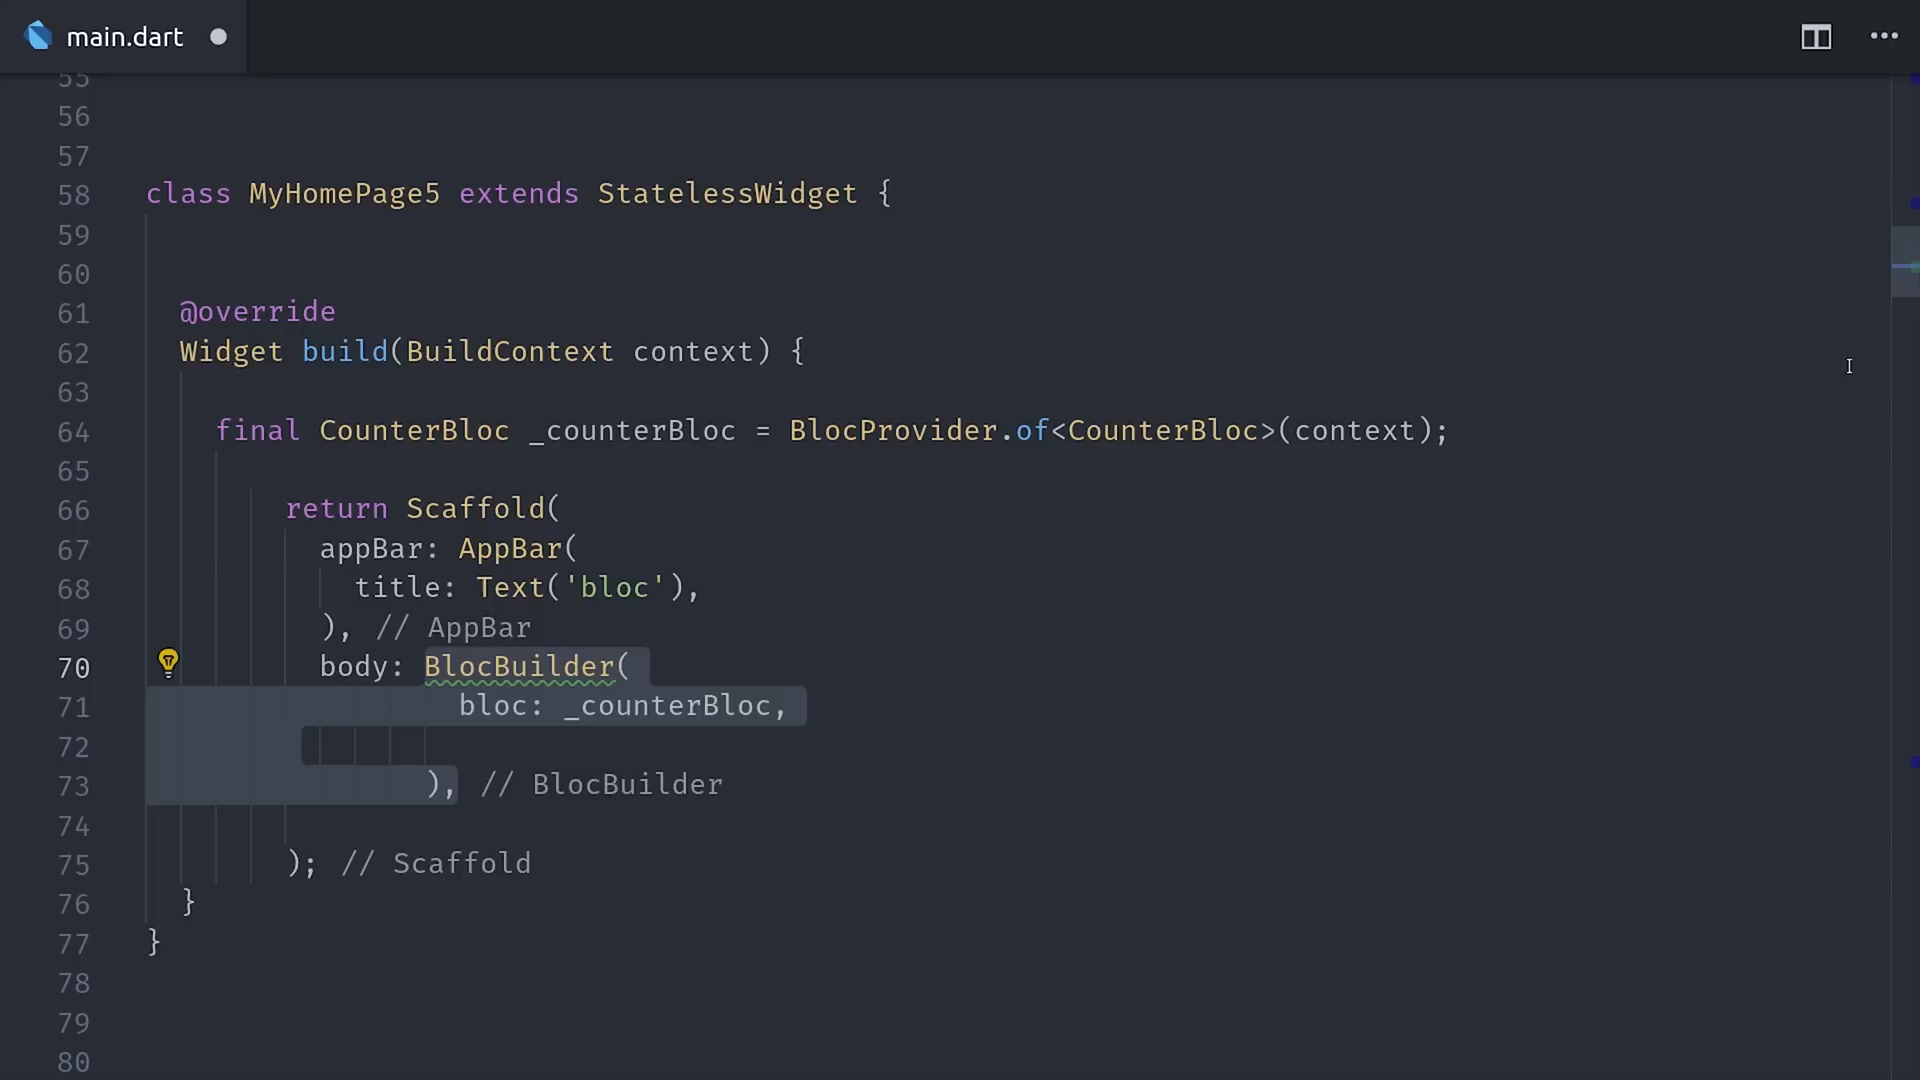 main.dart
55
56
57
58 class MyHomePage5 extends StatelessWidget {
59
60
61 @override
62 Widget build(BuildContext context) {
63
64 final CounterBloc _counterBloc = BlocProvider.of<CounterBloc>(context);
65
66 return Scaffold(
67 appBar: AppBar(
68 title: Text('bloc'),
69 ), // AppBar
70 body: BlocBuilder(
71 bloc: _counterBloc,
72
73 ), // BlocBuilder
74
75 ); // Scaffold
76 }
77 }
78
79
80